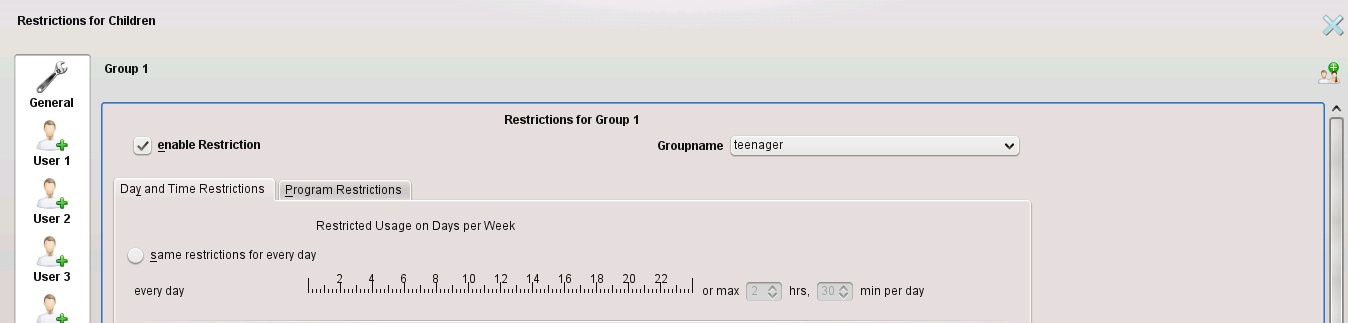 Restrictions for Children
General
User 1
User 2
User 3
Group 1
Restrictions for Group 1
enable Restriction
Groupname teenager
Day and Time Restrictions Program Restrictions
Restricted Usage on Days per Week
same restrictions for every day
2 4 6 8 10 12 14 16 18 20 22
every day or max 2 hrs, 30 min per day